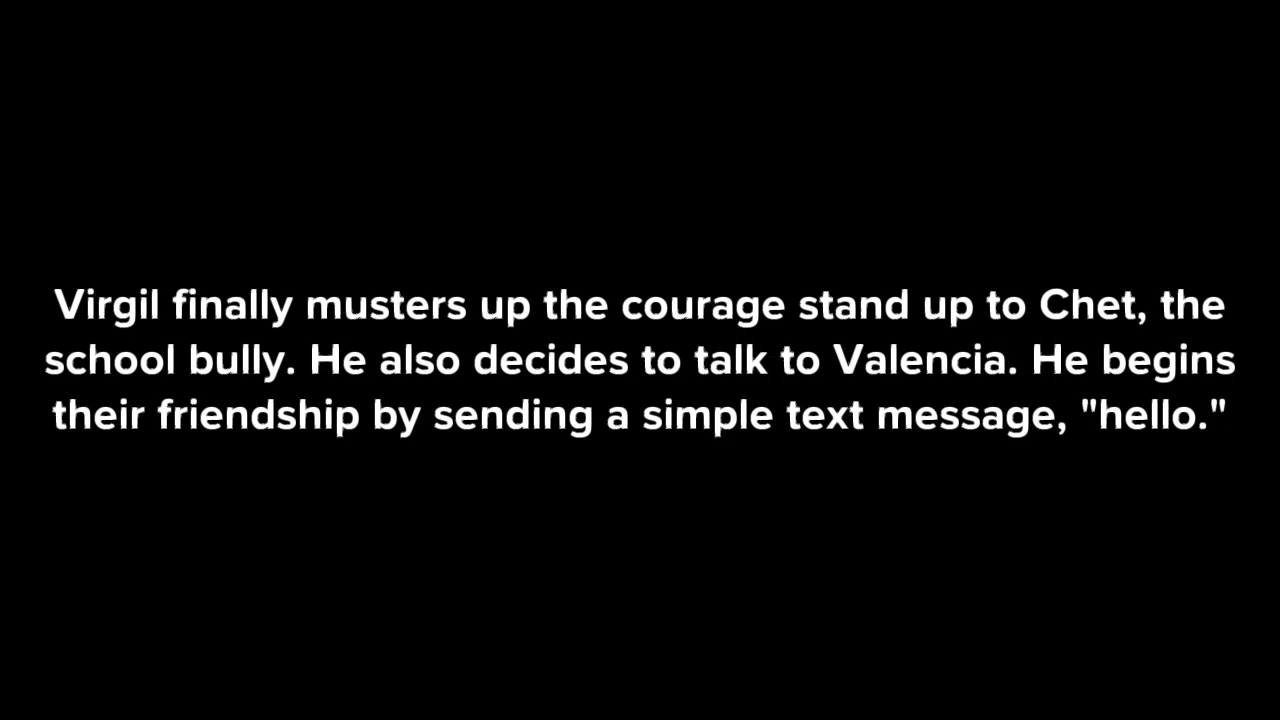 Virgil finally musters up the courage stand up to Chet, the
school bully. He also decides to talk to Valencia. He begins
their friendship by sending a simple text message, "hello."